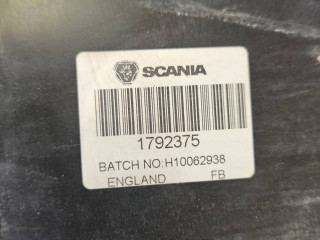 SCANIA
1792375
BATCH NO:H10062938
ENGLAND FB